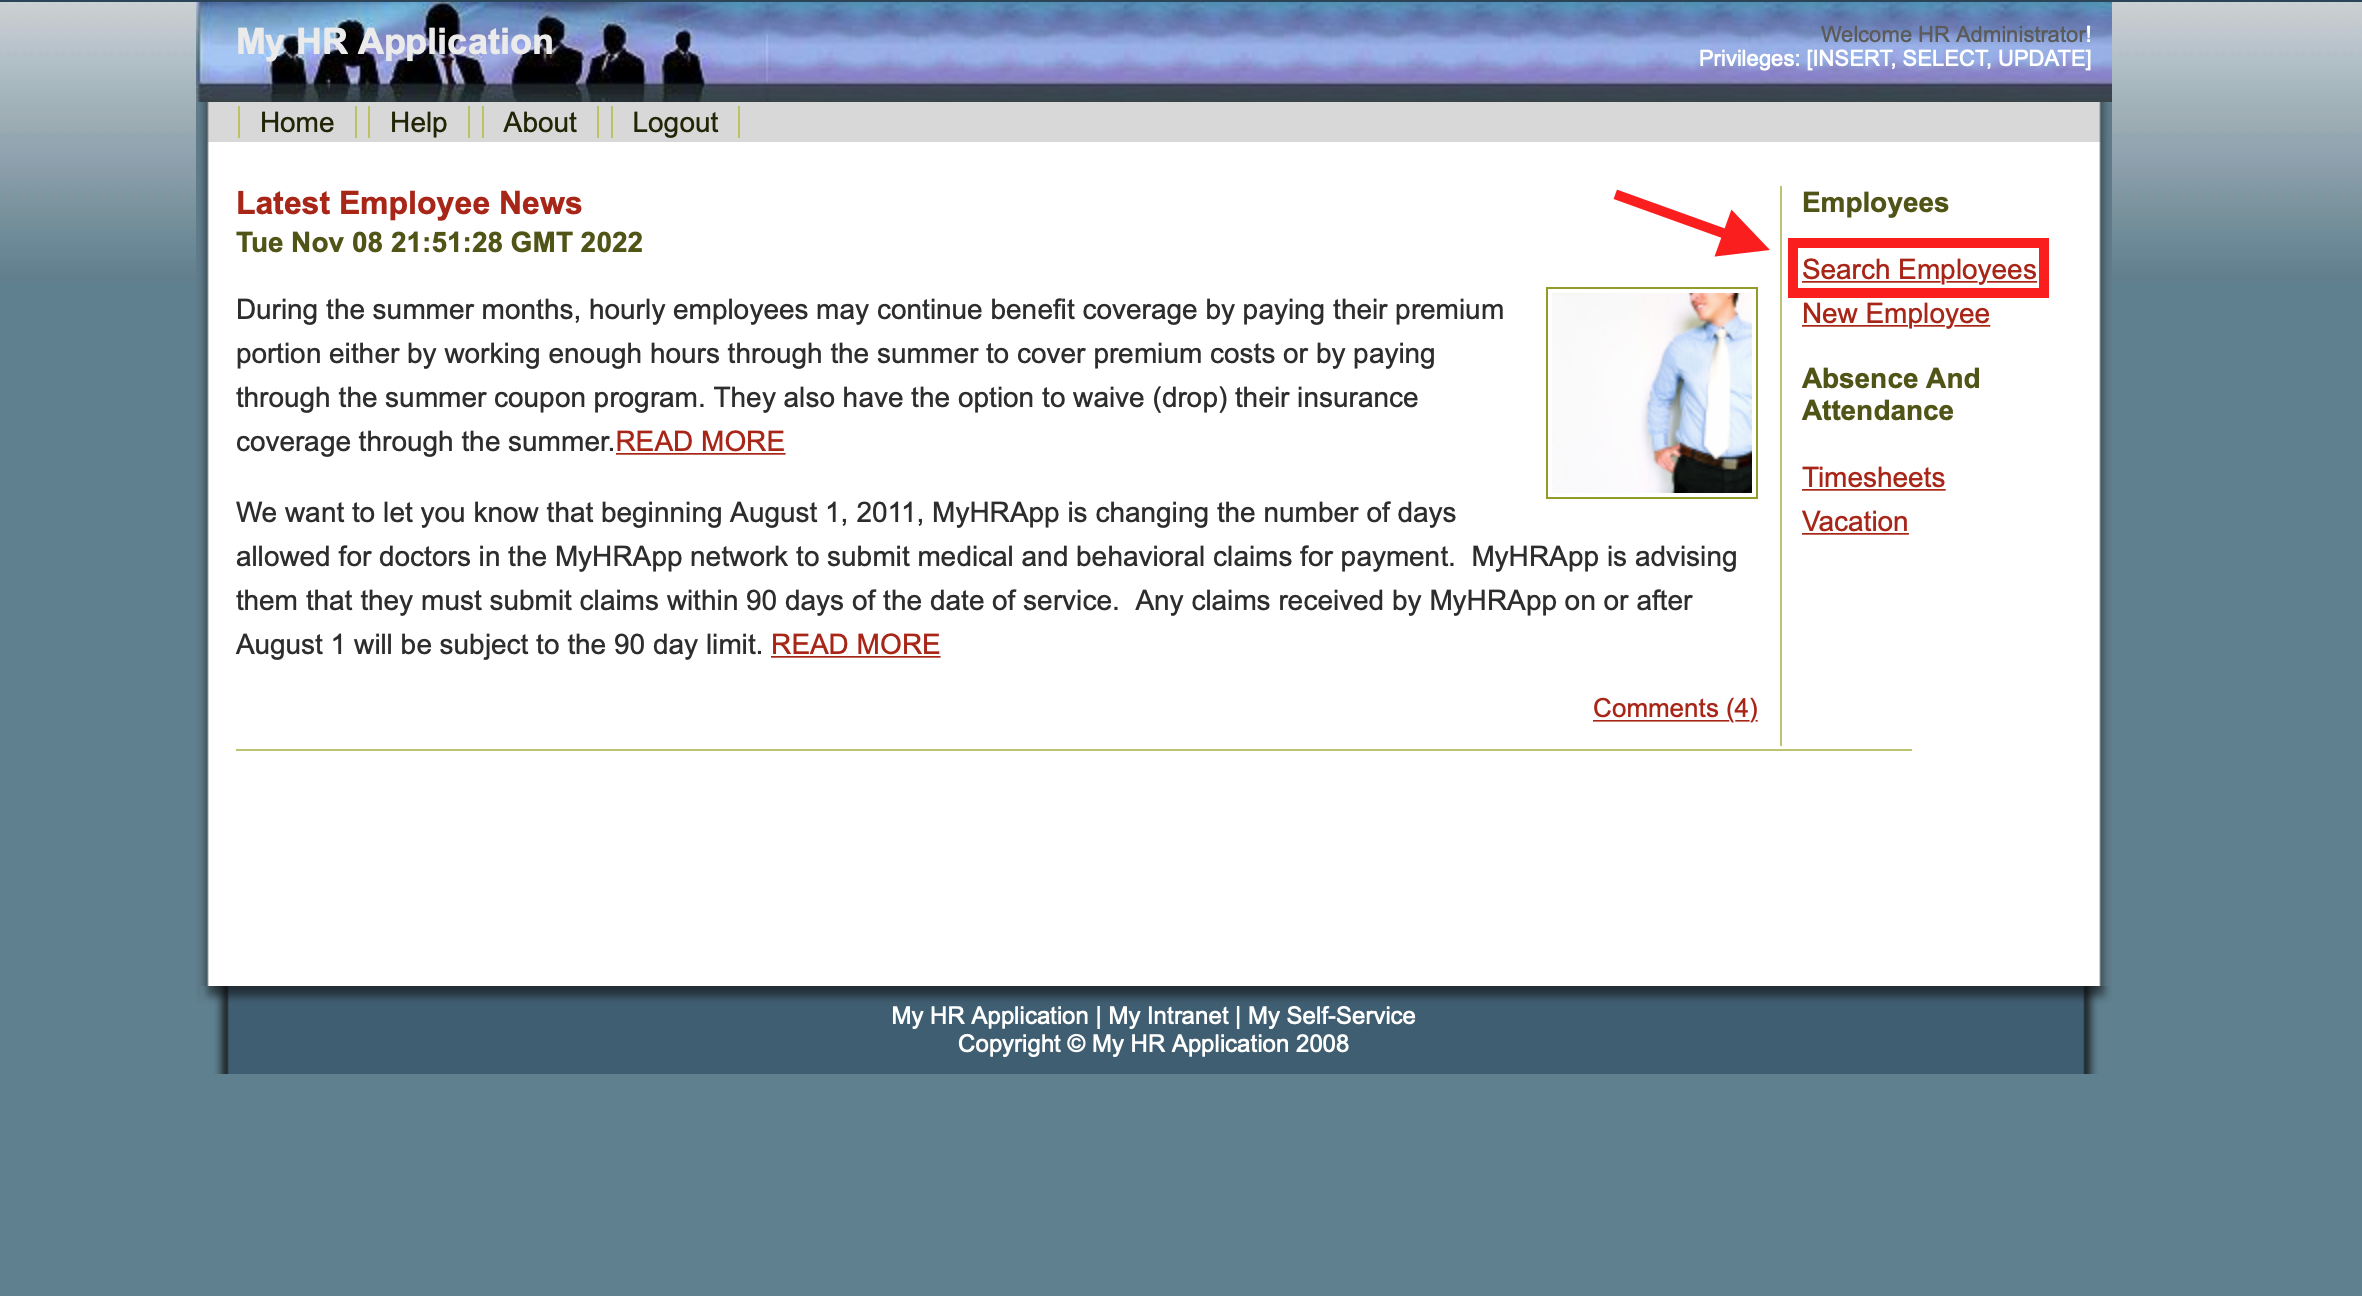 My HR Application
Welcome HR Administrator!
Privileges: [INSERT, SELECT, UPDATE]
Home
Help
About
Logout
Latest Employee News
Tue Nov 08 21:51:28 GMT 2022
During the summer months, hourly employees may continue benefit coverage by paying their premium
portion either by working enough hours through the summer to cover premium costs or by paying
through the summer coupon program. They also have the option to waive (drop) their insurance
coverage through the summer.READ MORE
We want to let you know that beginning August 1, 2011, MyHRApp is changing the number of days
allowed for doctors in the MyHRApp network to submit medical and behavioral claims for payment.  MyHRApp is advising
them that they must submit claims within 90 days of the date of service.  Any claims received by MyHRApp on or after
August 1 will be subject to the 90 day limit. READ MORE
Comments (4)
Employees
Search Employees
New Employee
Absence And
Attendance
Timesheets
Vacation
My HR Application | My Intranet | My Self-Service
Copyright © My HR Application 2008